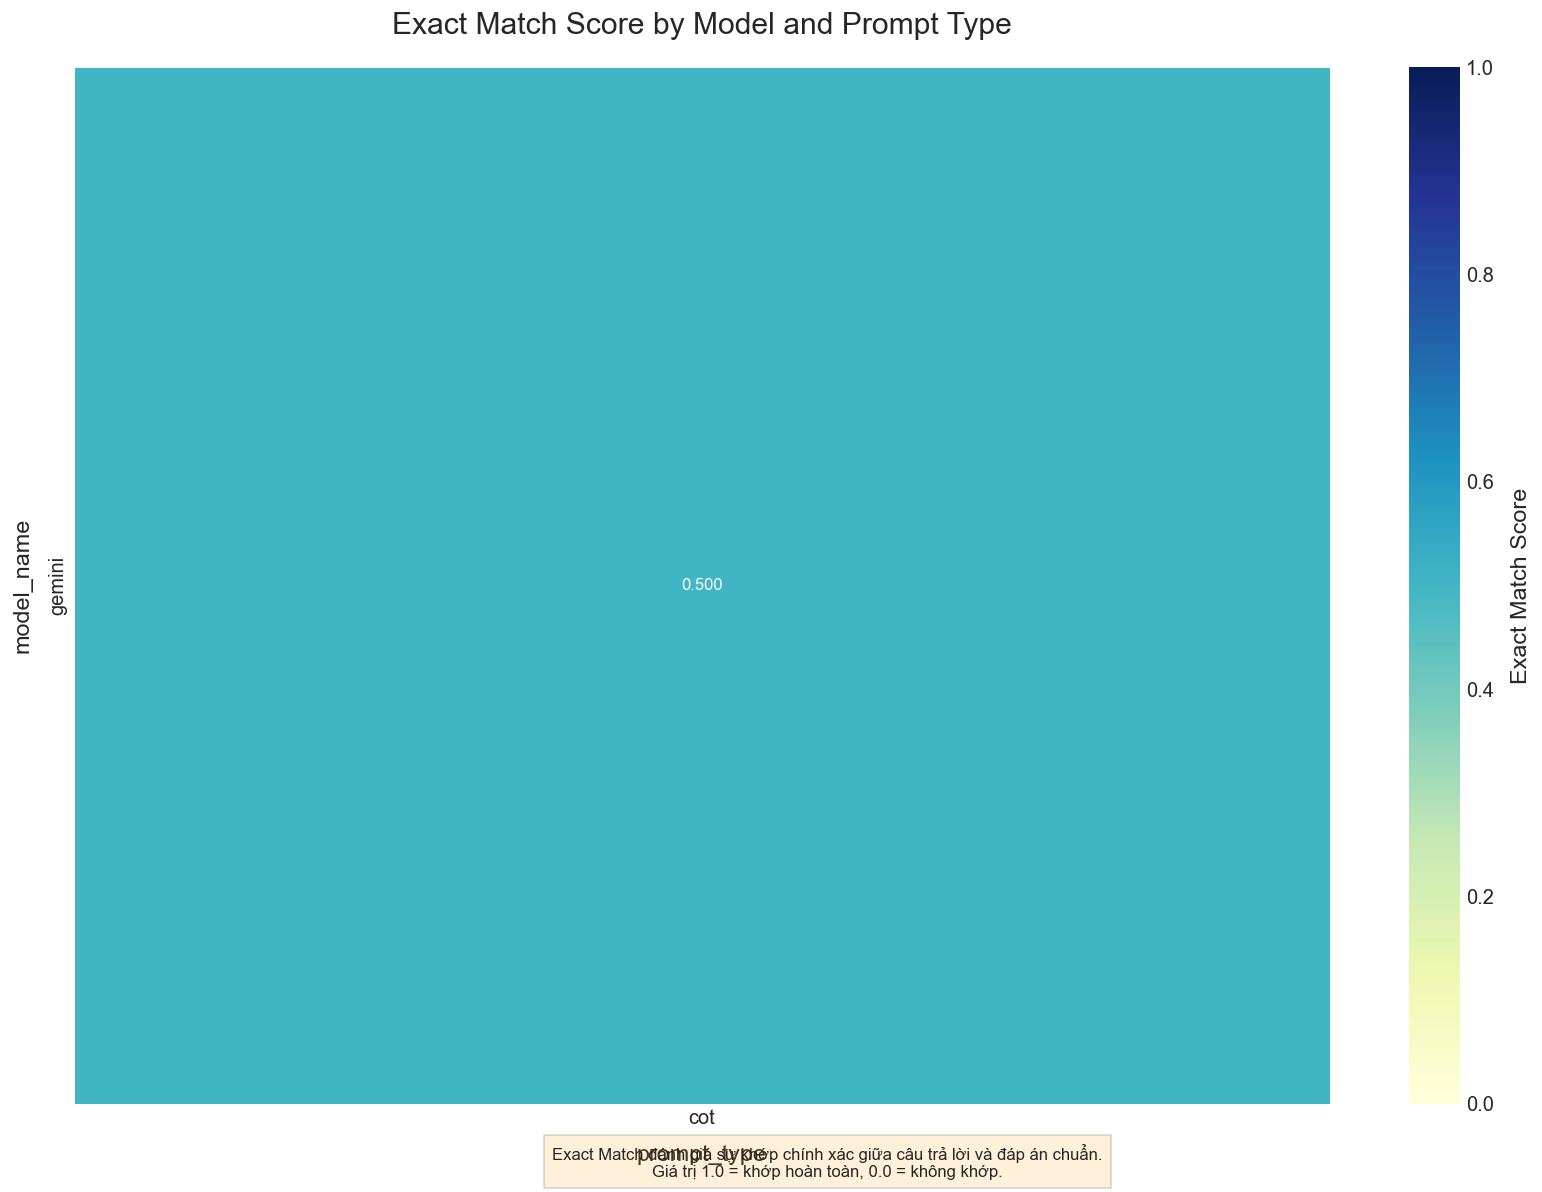 Exact Match Score by Model and Prompt Type
model_name
gemini
0.500
cot
prompt_type
Exact Match đánh giá sự khớp chính xác giữa câu trả lời và đáp án chuẩn.
Giá trị 1.0 = khớp hoàn toàn, 0.0 = không khớp.
1.0
0.8
0.6
0.4
0.2
0.0
Exact Match Score